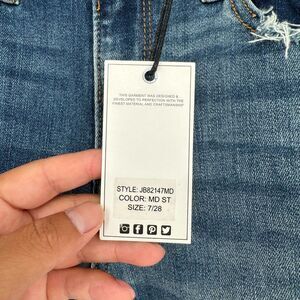 THIS GARMENT WAS DESIGNED &
DEVELOPED TO PERFECTION WITH THE
FINEST MATERIAL AND CRAFTSMANSHIP
STYLE: JB82147MD
COLOR: MD ST
SIZE: 7/28